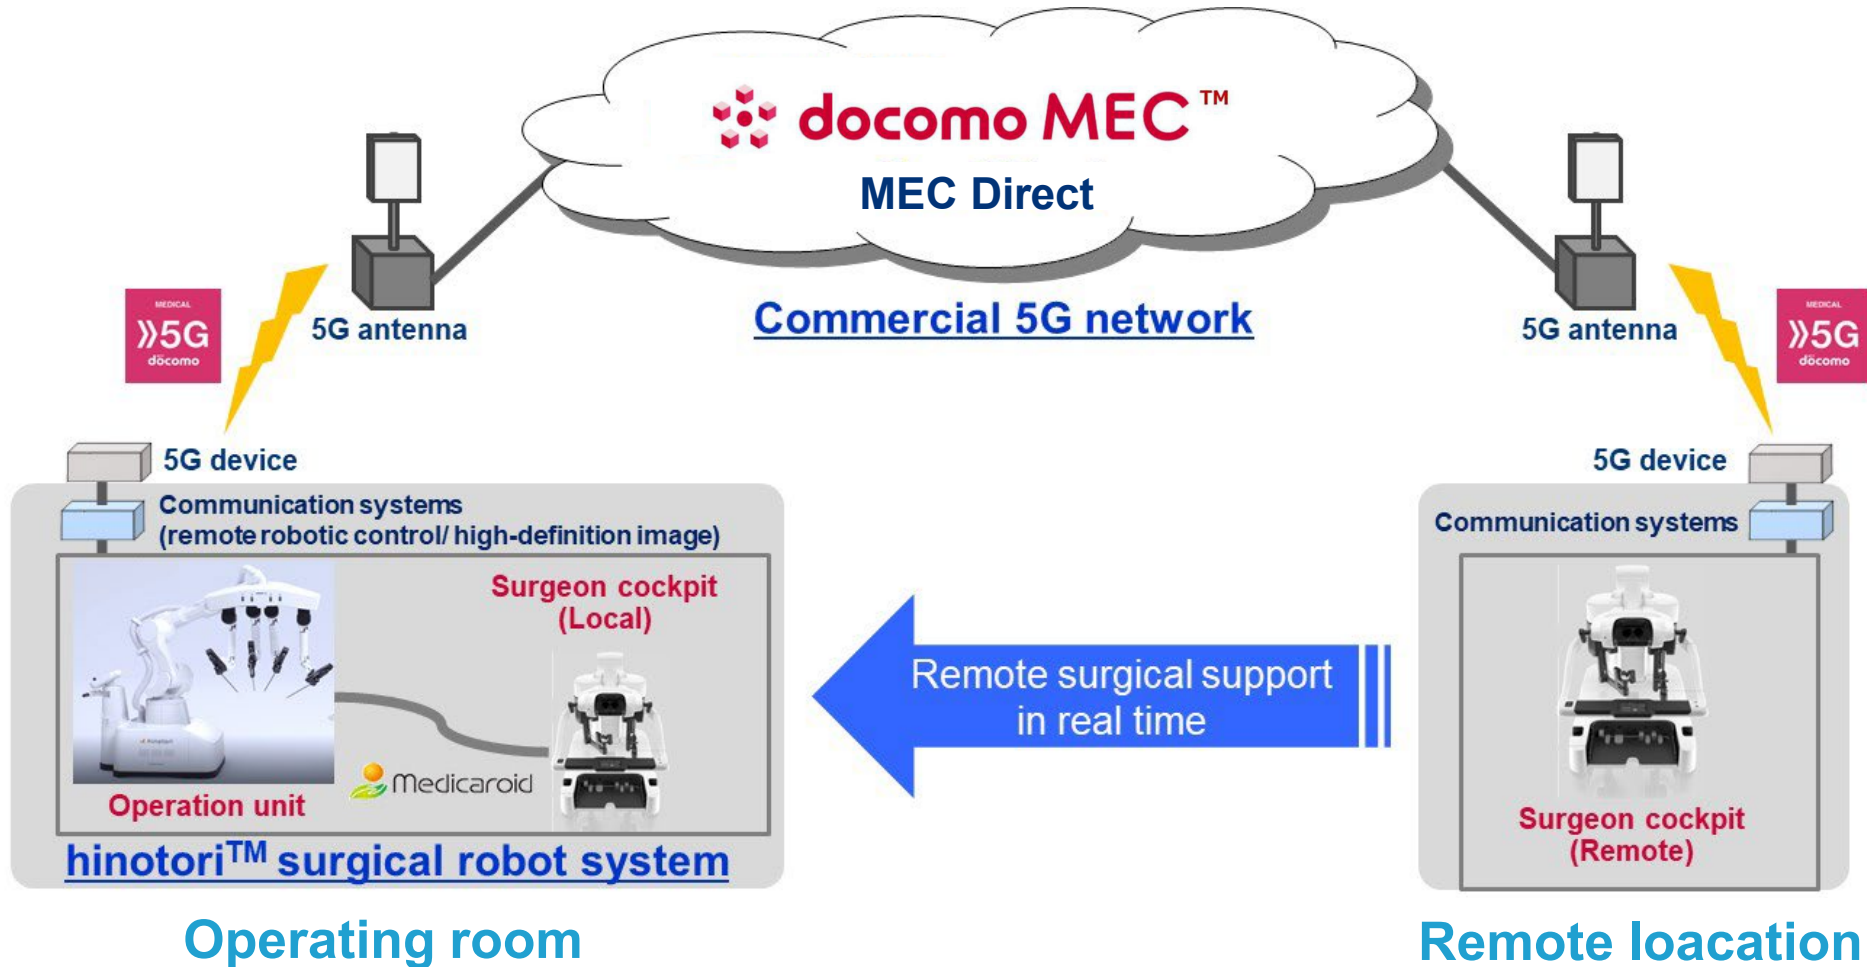 docomo MEC™
MEC Direct
Commercial 5G network
MEDICAL
5G
döcomo
5G antenna
5G antenna
MEDICAL
5G
döcomo
5G device
Communication systems
(remote robotic control/ high-definition image)
5G device
Communication systems
Surgeon cockpit
(Local)
Operation unit
Medicaroid
hinotori™ surgical robot system
Remote surgical support
in real time
Surgeon cockpit
(Remote)
Operating room
Remote loacation